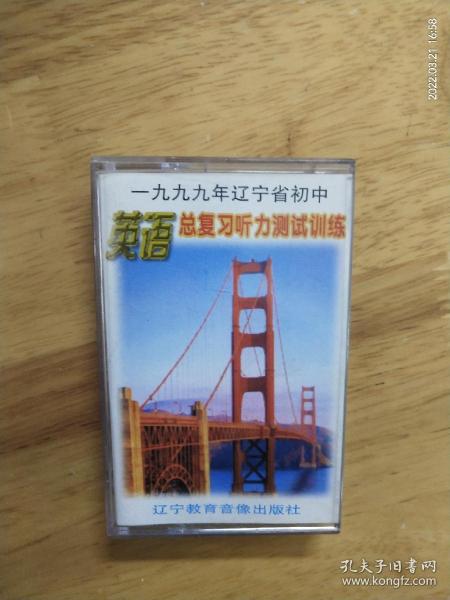 2022.03.21 16:58
一九九九年辽宁省初中
英语 总复习听力测试训练
辽宁教育音像出版社
孔夫子旧书网
www.kongfz.com